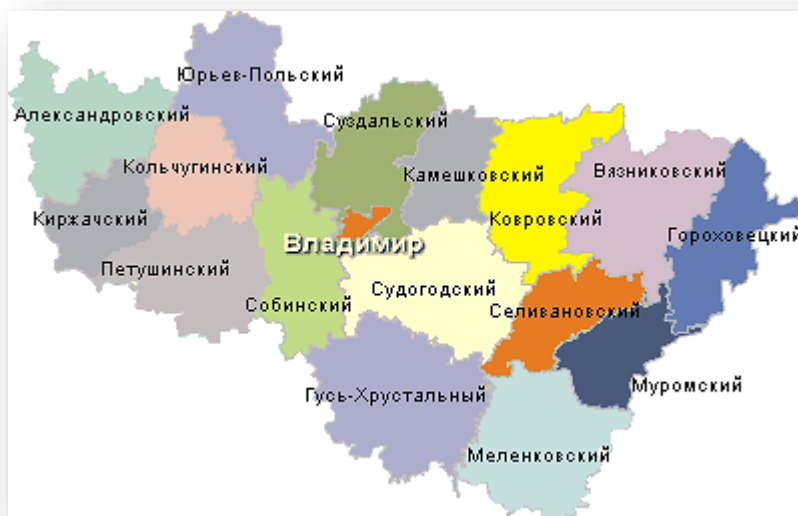 Юрьев-Польский
Александровский
Суздальский
Кольчугинский
Камешковский
Вязниковский
Киржачский
Ковровский
Гороховецкий
Владимир
Петушинский
Судогодский
Собинский
Селивановский
Муромский
Гусь-Хрустальный
Меленковский